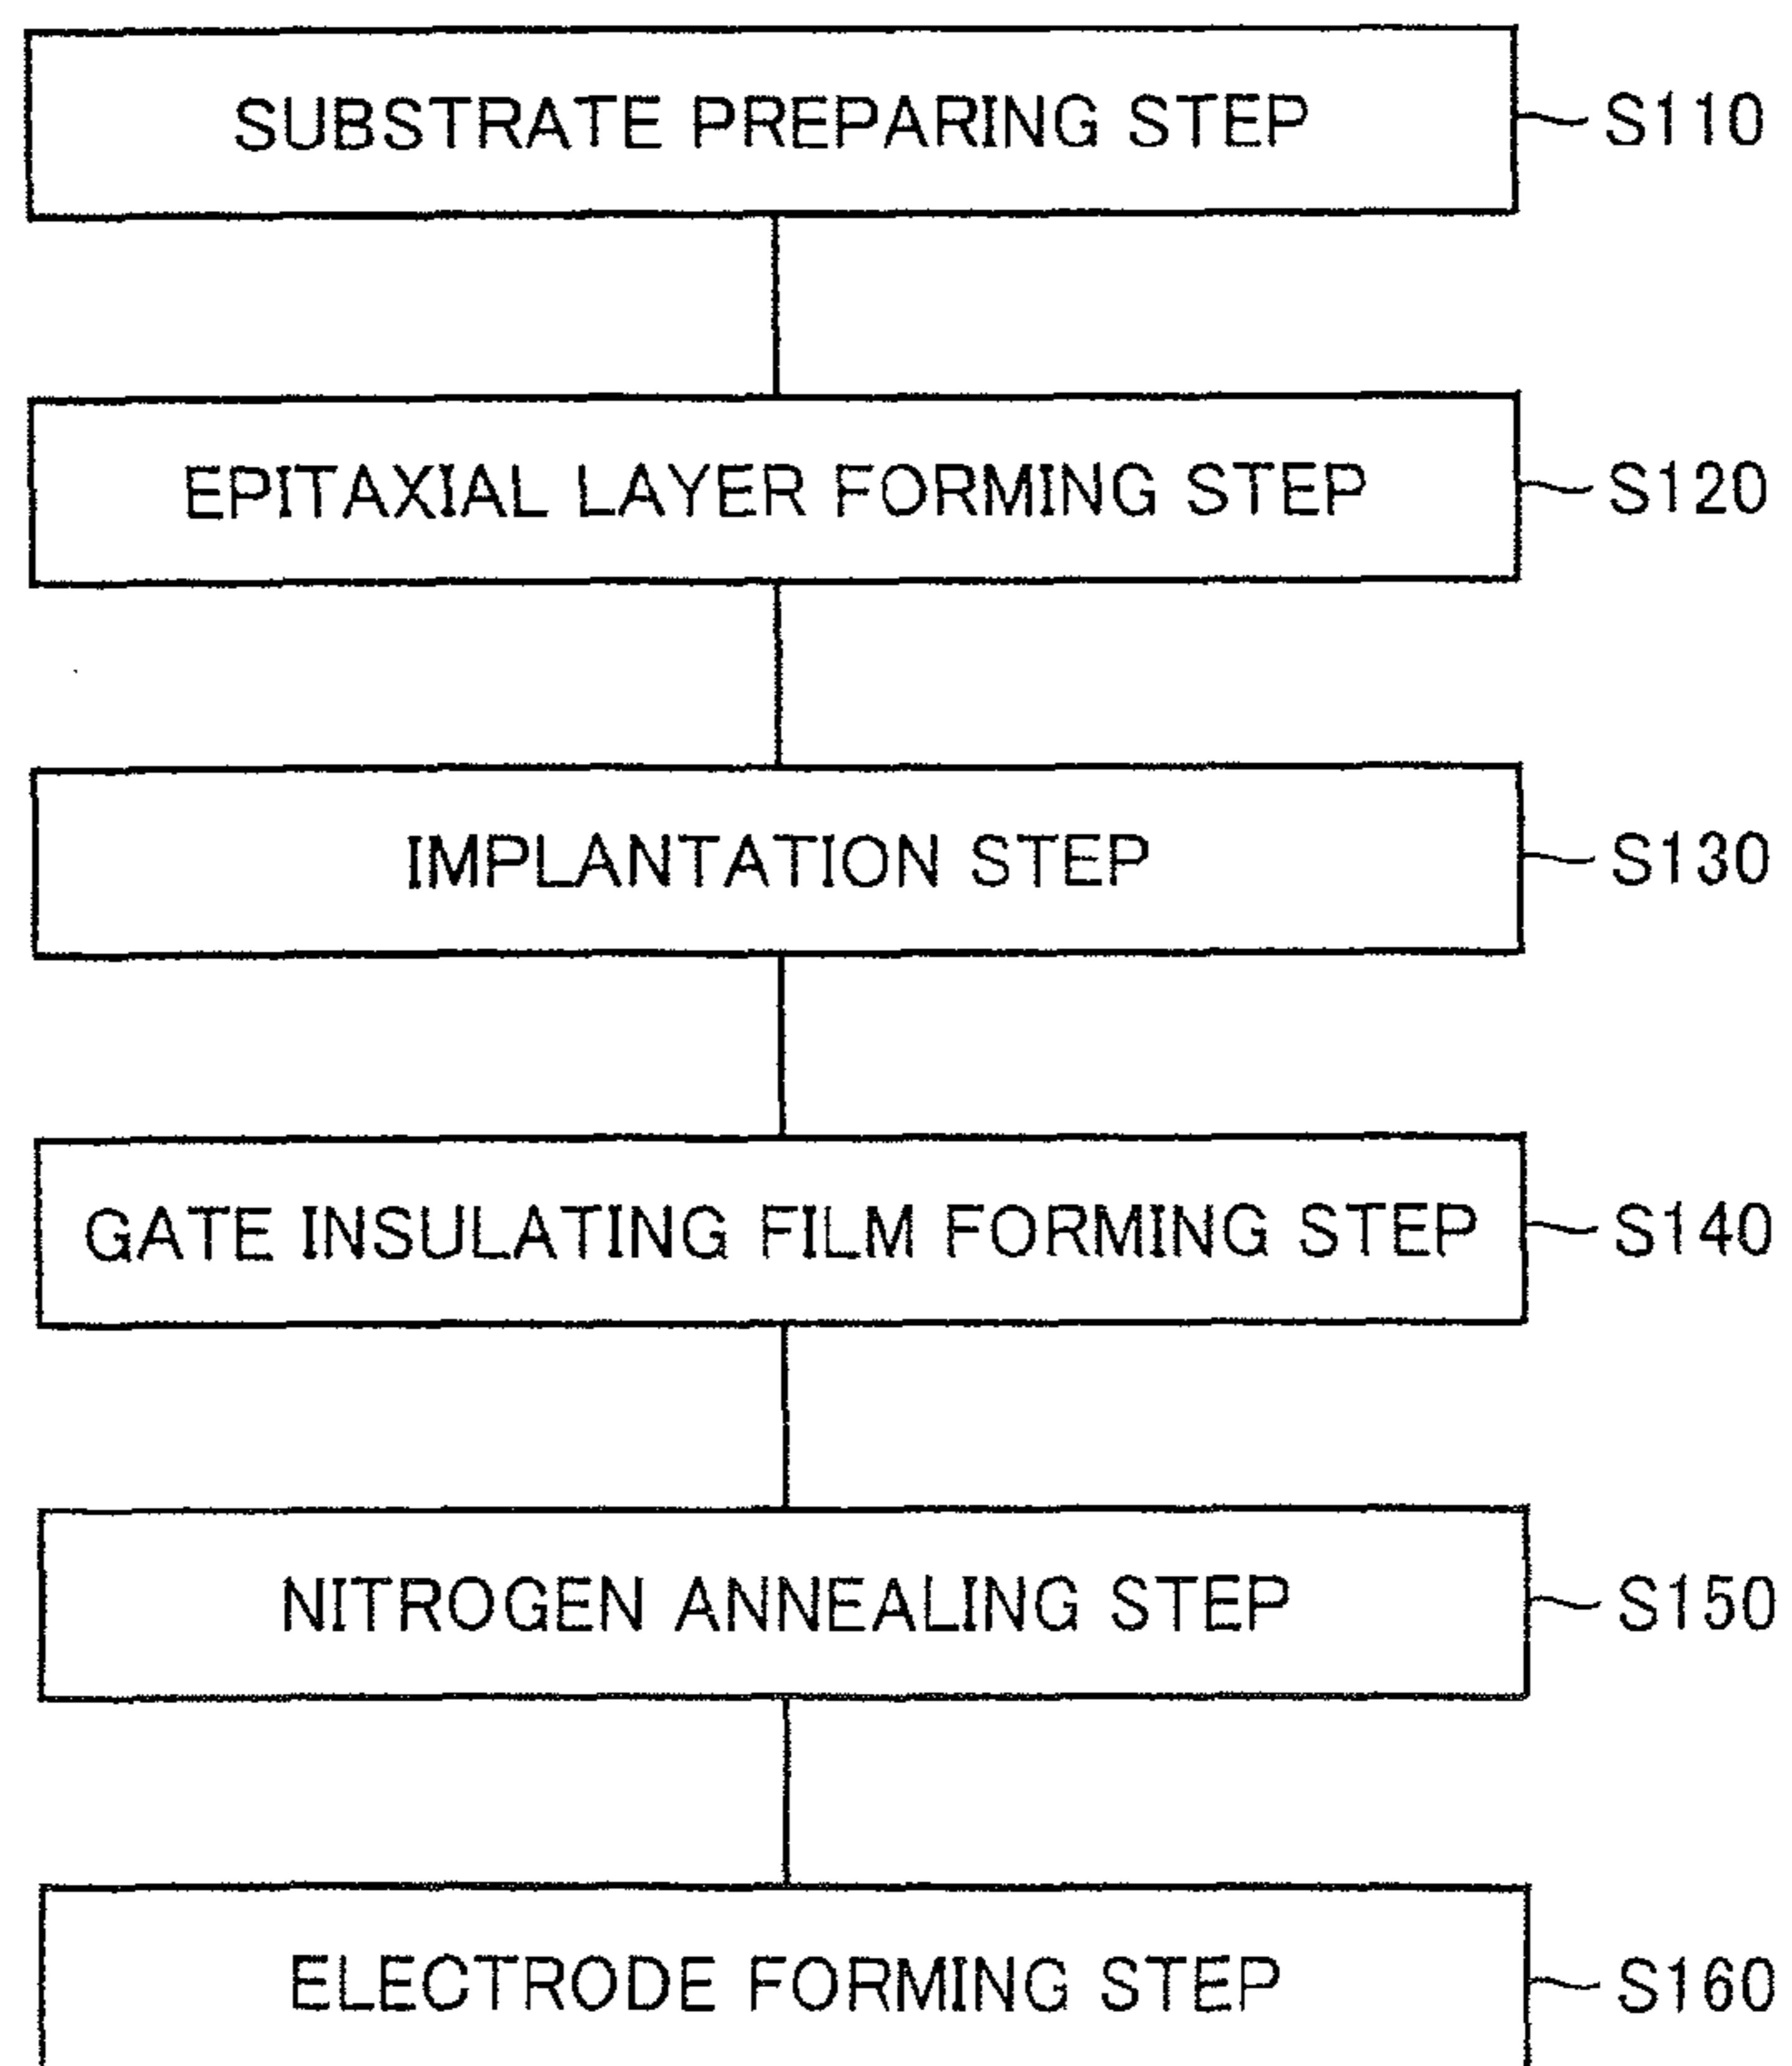 SUBSTRATE PREPARING STEP S110
EPITAXIAL LAYER FORMING STEP S120
IMPLANTATION STEP S130
GATE INSULATING FILM FORMING STEP S140
NITROGEN ANNEALING STEP S150
ELECTRODE FORMING STEP S160